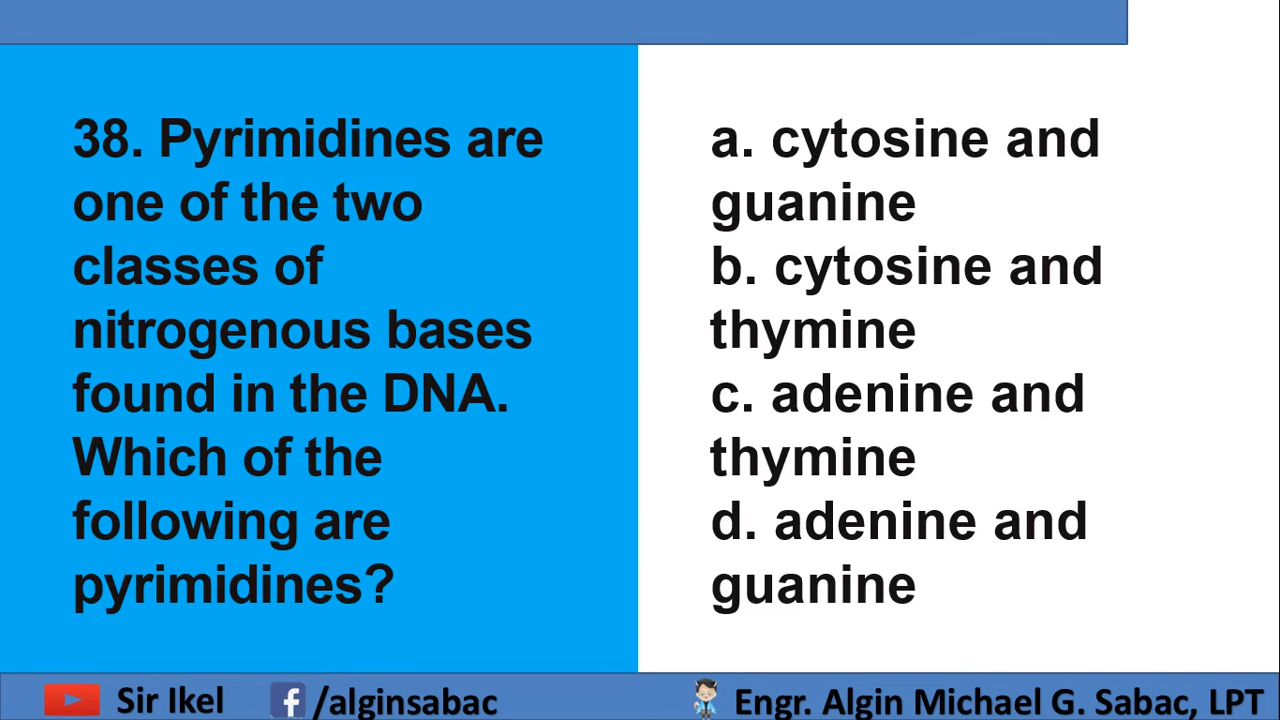 38. Pyrimidines are
one of the two
classes of
nitrogenous bases
found in the DNA.
Which of the
following are
pyrimidines?
a. cytosine and
guanine
b. cytosine and
thymine
c. adenine and
thymine
d. adenine and
guanine
Sir Ikel
f /alginsabac
Engr. Algin Michael G. Sabac, LPT